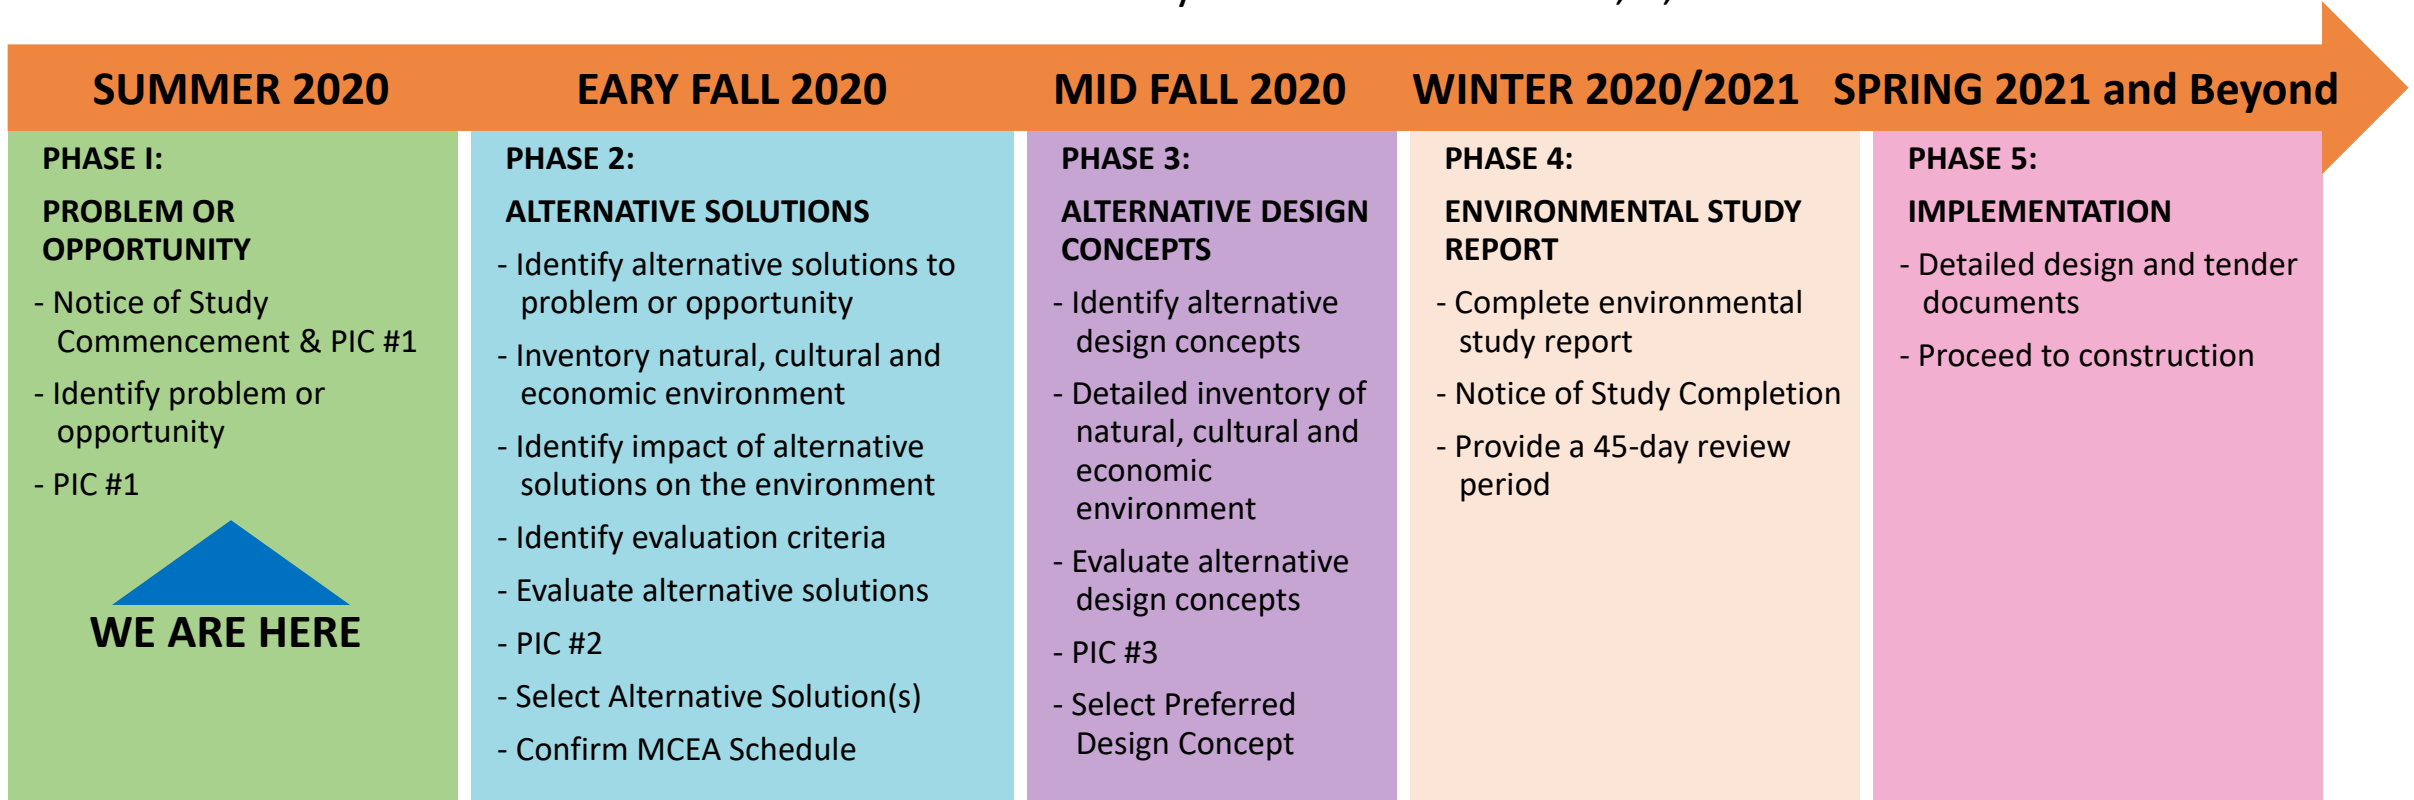 SUMMER 2020
EARY FALL 2020
MID FALL 2020
WINTER 2020/2021
SPRING 2021 and Beyond
PHASE I:
PROBLEM OR
OPPORTUNITY
- Notice of Study
Commencement & PIC #1
- Identify problem or
opportunity
- PIC #1
WE ARE HERE
PHASE 2:
ALTERNATIVE SOLUTIONS
- Identify alternative solutions to
problem or opportunity
- Inventory natural, cultural and
economic environment
- Identify impact of alternative
solutions on the environment
- Identify evaluation criteria
- Evaluate alternative solutions
- PIC #2
- Select Alternative Solution(s)
- Confirm MCEA Schedule
PHASE 3:
ALTERNATIVE DESIGN
CONCEPTS
- Identify alternative
design concepts
- Detailed inventory of
natural, cultural and
economic
environment
- Evaluate alternative
design concepts
- PIC #3
- Select Preferred
Design Concept
PHASE 4:
ENVIRONMENTAL STUDY
REPORT
- Complete environmental
study report
- Notice of Study Completion
- Provide a 45-day review
period
PHASE 5:
IMPLEMENTATION
- Detailed design and tender
documents
- Proceed to construction